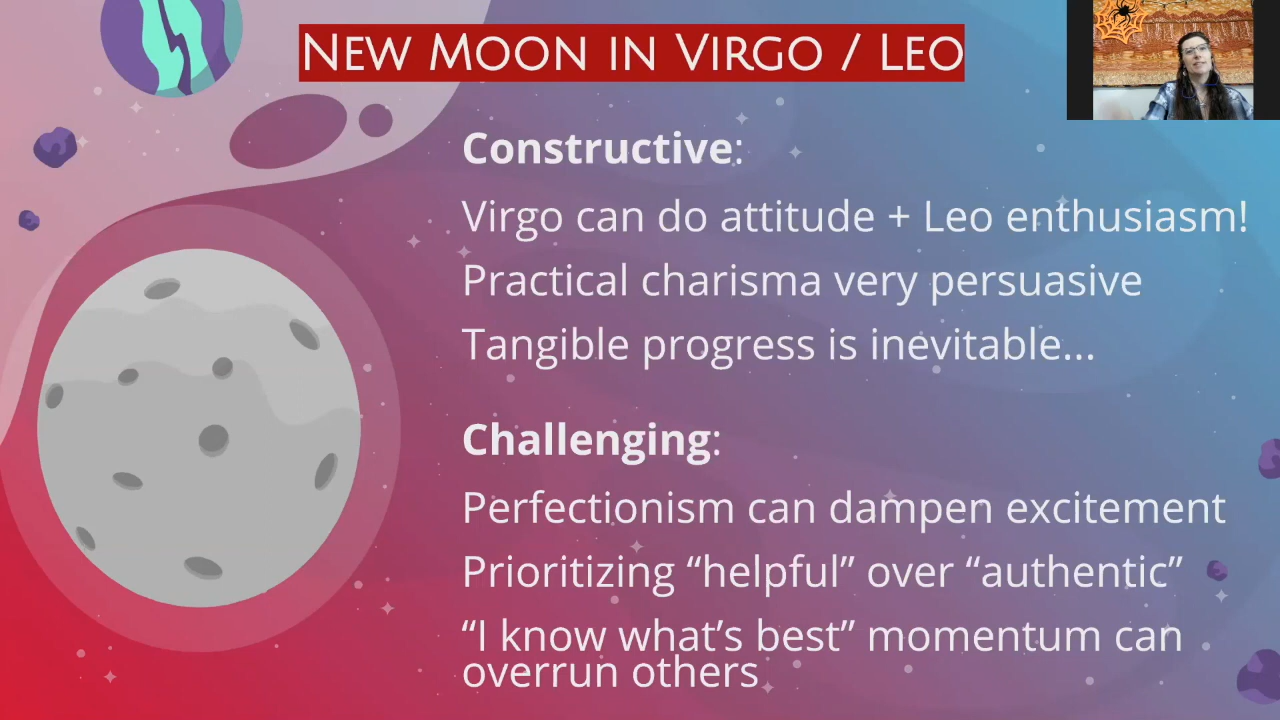 NEW MOON IN VIRGO / LEO
Constructive:
Virgo can do attitude + Leo enthusiasm!
Practical charisma very persuasive
Tangible progress is inevitable...
Challenging:
Perfectionism can dampen excitement
Prioritizing “helpful” over “authentic”
“I know what’s best” momentum can
overrun others